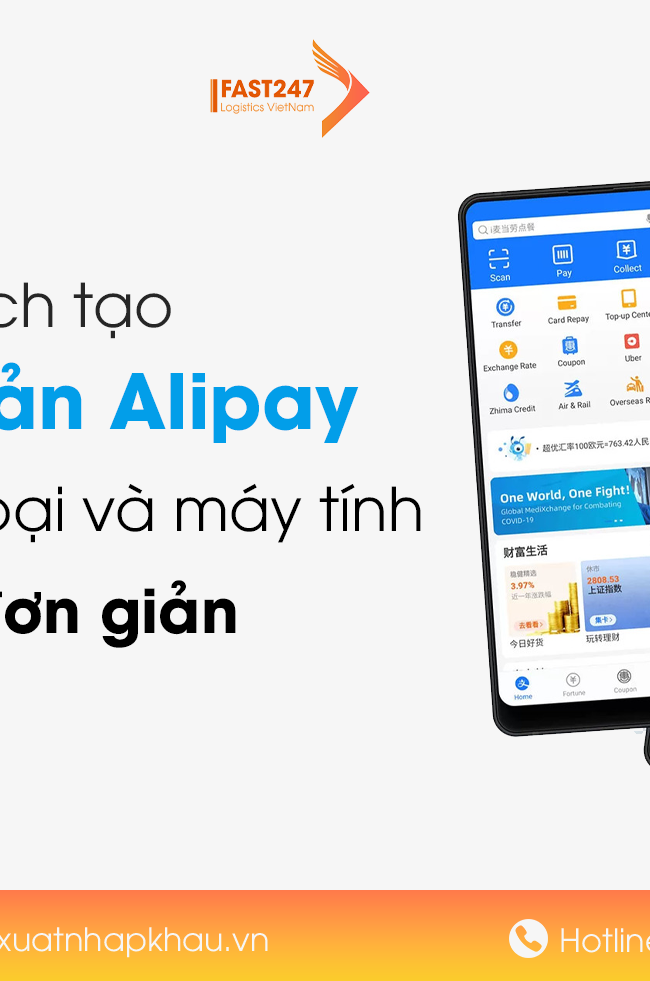 FAST247
Logistics VietNam
ch tạo
ản Alipay
oại và máy tính
đơn giản
i麦当劳点餐
Scan
Pay
Collect
Transfer
Card Repay
Top-up Cente
Exchange Rate
Coupon
Uber
Zhima Credit
Air & Rail
Overseas R
超优汇率100欧元=763.42人民
One World, One Fight!
Global MediXchange for Combating
COVID-19
财富生活
稳健精选
3.97%
近一年涨跌幅
去看看
今日好货
休市
2808.53
上证指数
集卡
玩转理财
Home
Fortune
Coupon
xuatnhapkhau.vn
Hotline